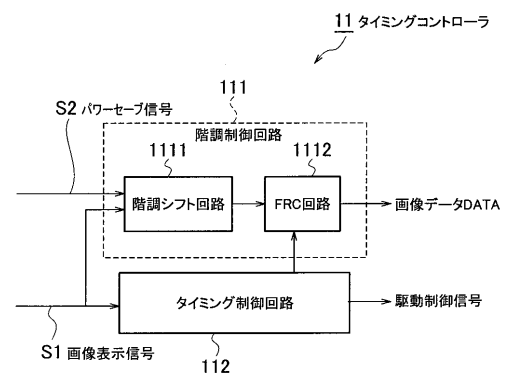 11 タイミングコントローラ
111
S2 パワーセーブ信号
階調制御回路
1111
1112
階調シフト回路
FRC回路
画像データDATA
タイミング制御回路
駆動制御信号
S1 画像表示信号
112